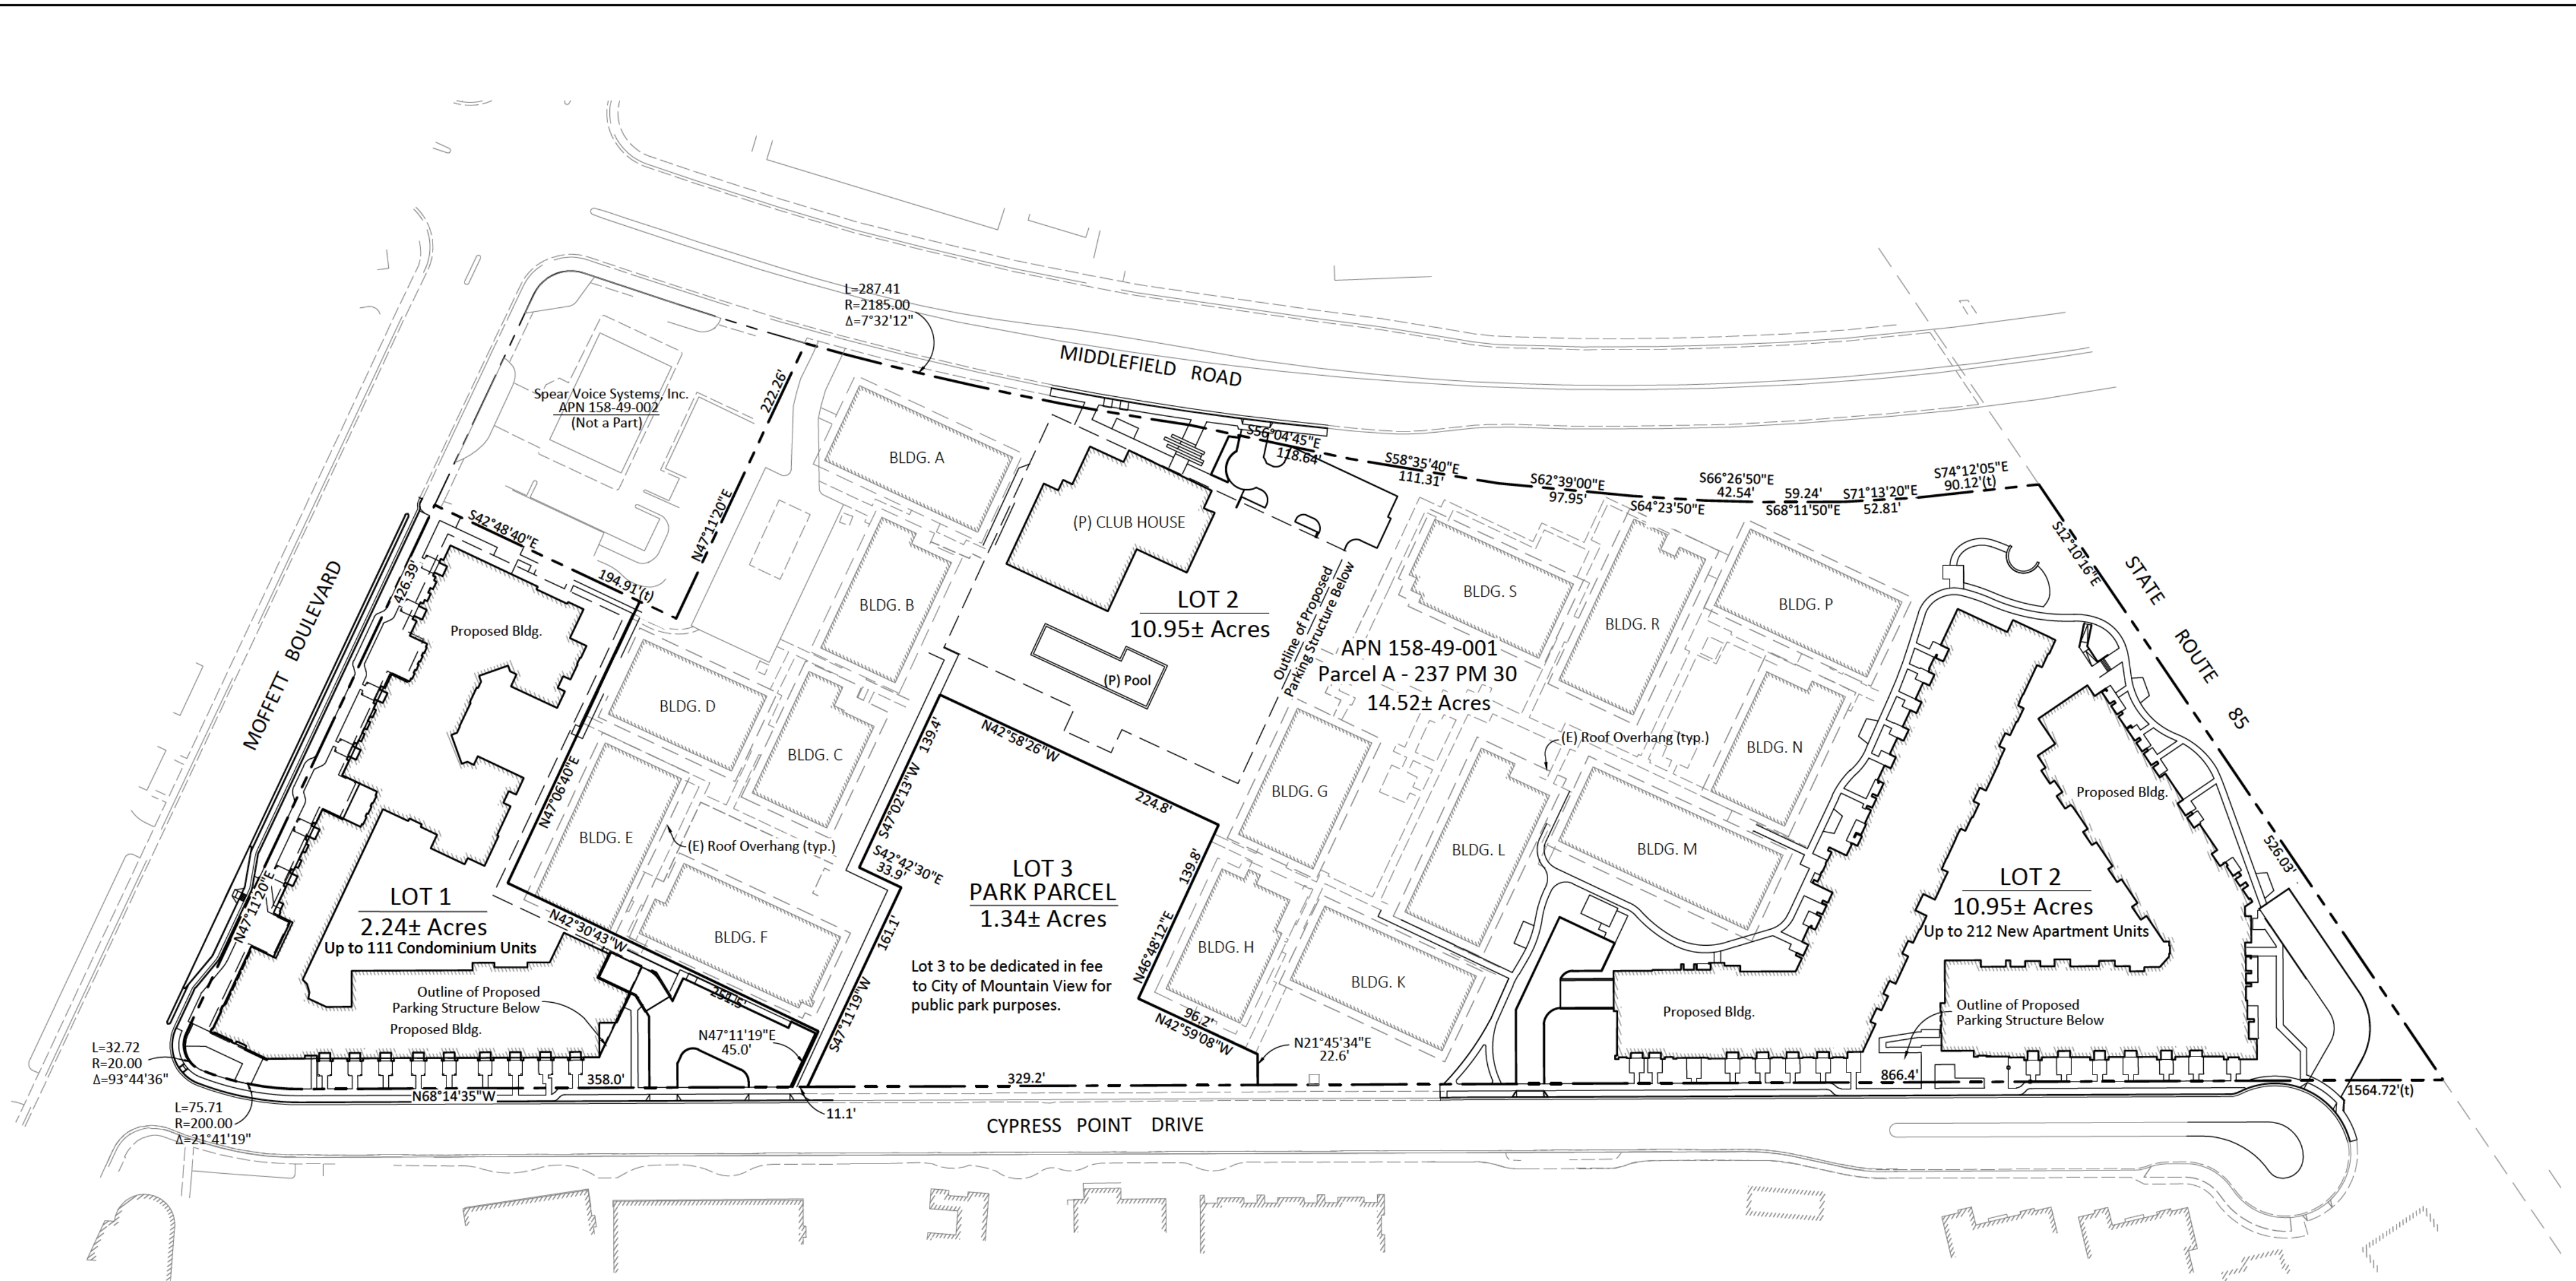 L=287.41
R=2185.00
Δ=7°32'12"
MIDDLEFIELD ROAD
Spear Voice Systems, Inc.
APN 158-49-002
(Not a Part)
222.26'
N47°11'20"E
BLDG. A
S56°04'45"E
118.64'
S58°35'40"E
111.31'
S62°39'00"E
97.95'
S64°23'50"E
S66°26'50"E
42.54'
59.24'
S68°11'50"E
S71°13'20"E
52.81'
S74°12'05"E
90.12'(t)
S12°10'16"E
STATE ROUTE 85
526.03'
MOFFETT BOULEVARD
426.39'
S42°48'40"E
194.91'(t)
Proposed Bldg.
(P) CLUB HOUSE
LOT 2
10.95± Acres
(P) Pool
Outline of Proposed
Parking Structure Below
APN 158-49-001
Parcel A - 237 PM 30
14.52± Acres
BLDG. B
BLDG. S
BLDG. R
BLDG. P
BLDG. D
BLDG. C
BLDG. E
BLDG. F
(E) Roof Overhang (typ.)
N47°06'40"E
139.4'
S47°02'13"W
N42°58'26"W
224.8'
S42°42'30"E
33.9'
161.1'
S47°11'19"W
139.8'
N46°48'12"E
BLDG. G
BLDG. L
BLDG. M
BLDG. N
(E) Roof Overhang (typ.)
BLDG. H
BLDG. K
Proposed Bldg.
LOT 1
2.24± Acres
Up to 111 Condominium Units
N47°11'20"E
N42°30'43"W
251.5'
Outline of Proposed
Parking Structure Below
Proposed Bldg.
LOT 3
PARK PARCEL
1.34± Acres
Lot 3 to be dedicated in fee
to City of Mountain View for
public park purposes.
LOT 2
10.95± Acres
Up to 212 New Apartment Units
Proposed Bldg.
Outline of Proposed
Parking Structure Below
96.2'
N42°59'08"W
N21°45'34"E
22.6'
N47°11'19"E
45.0'
L=32.72
R=20.00
Δ=93°44'36"
L=75.71
R=200.00
Δ=21°41'19"
358.0'
N68°14'35"W
11.1'
329.2'
866.4'
1564.72'(t)
CYPRESS POINT DRIVE